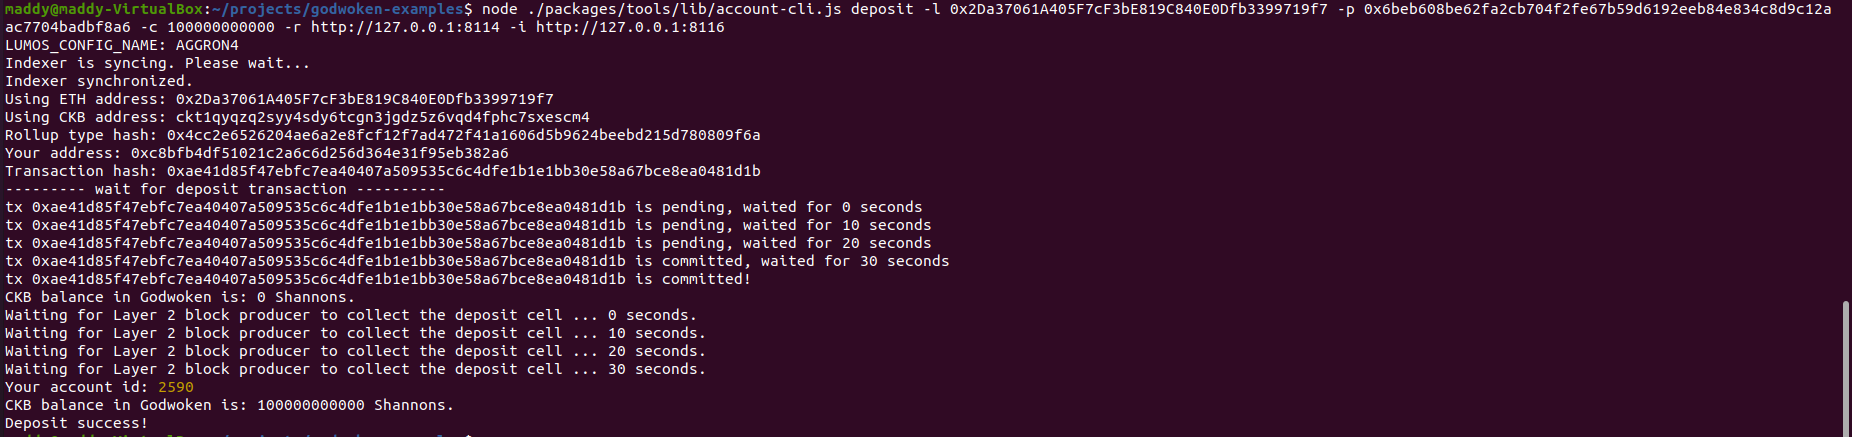 maddy@maddy-VirtualBox:~/projects/godwoken-examples$ node ./packages/tools/lib/account-cli.js deposit -l 0x2Da37061A405F7cF3bE819C840E0Dfb3399719f7 -p 0x6beb608be62fa2cb704f2fe67b59d6192eeb84e834c8d9c12a
ac7704badbf8a6 -c 100000000000 -r http://127.0.0.1:8114 -i http://127.0.0.1:8116
LUMOS_CONFIG_NAME: AGGRON4
Indexer is syncing. Please wait...
Indexer synchronized.
Using ETH address: 0x2Da37061A405F7cF3bE819C840E0Dfb3399719f7
Using CKB address: ckt1qyqzq2syy4sdy6tcgn3jgdz5z6vqd4fphc7sxescm4
Rollup type hash: 0x4cc2e6526204ae6a2e8fcf12f7ad472f41a1606d5b9624beebd215d780809f6a
Your address: 0xc8bfb4df51021c2a6c6d256d364e31f95eb382a6
Transaction hash: 0xae41d85f47ebfc7ea40407a509535c6c4dfe1b1e1bb30e58a67bce8ea0481d1b
--------- wait for deposit transaction ----------
tx 0xae41d85f47ebfc7ea40407a509535c6c4dfe1b1e1bb30e58a67bce8ea0481d1b is pending, waited for 0 seconds
tx 0xae41d85f47ebfc7ea40407a509535c6c4dfe1b1e1bb30e58a67bce8ea0481d1b is pending, waited for 10 seconds
tx 0xae41d85f47ebfc7ea40407a509535c6c4dfe1b1e1bb30e58a67bce8ea0481d1b is pending, waited for 20 seconds
tx 0xae41d85f47ebfc7ea40407a509535c6c4dfe1b1e1bb30e58a67bce8ea0481d1b is committed, waited for 30 seconds
tx 0xae41d85f47ebfc7ea40407a509535c6c4dfe1b1e1bb30e58a67bce8ea0481d1b is committed!
CKB balance in Godwoken is: 0 Shannons.
Waiting for Layer 2 block producer to collect the deposit cell ... 0 seconds.
Waiting for Layer 2 block producer to collect the deposit cell ... 10 seconds.
Waiting for Layer 2 block producer to collect the deposit cell ... 20 seconds.
Waiting for Layer 2 block producer to collect the deposit cell ... 30 seconds.
Your account id: 2590
CKB balance in Godwoken is: 100000000000 Shannons.
Deposit success!